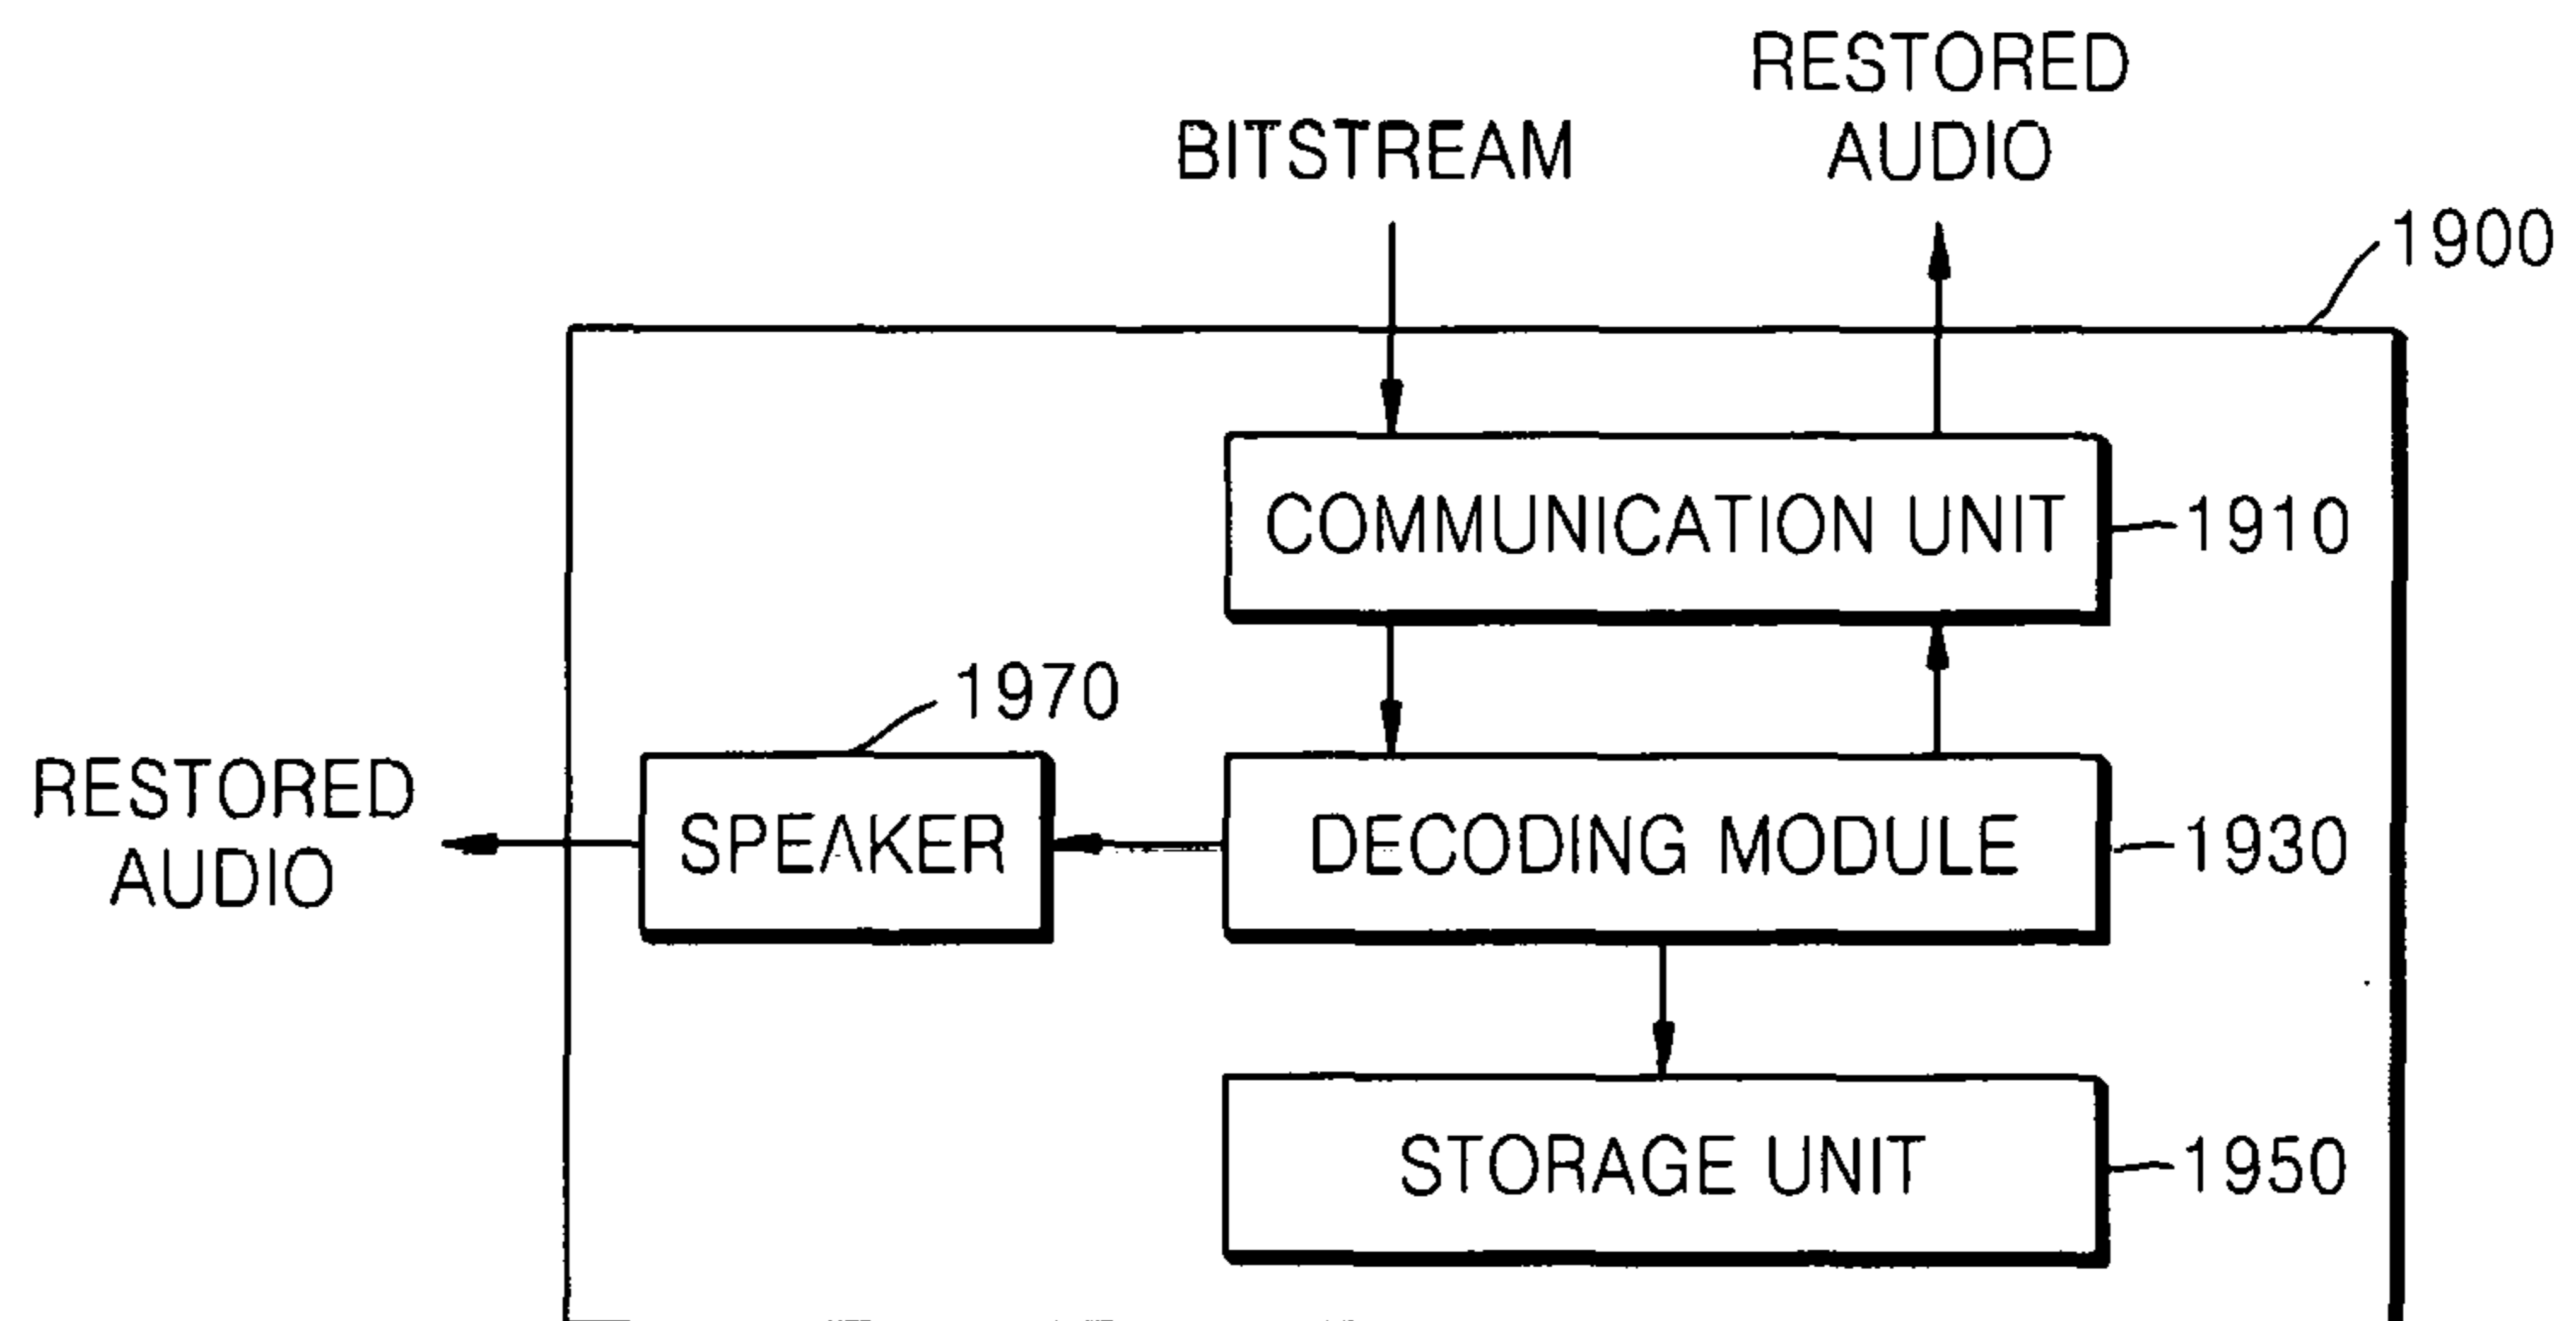 RESTORED
AUDIO
BITSTREAM
1900
COMMUNICATION UNIT
1910
1970
RESTORED
AUDIO
SPEAKER
DECODING MODULE
1930
STORAGE UNIT
1950